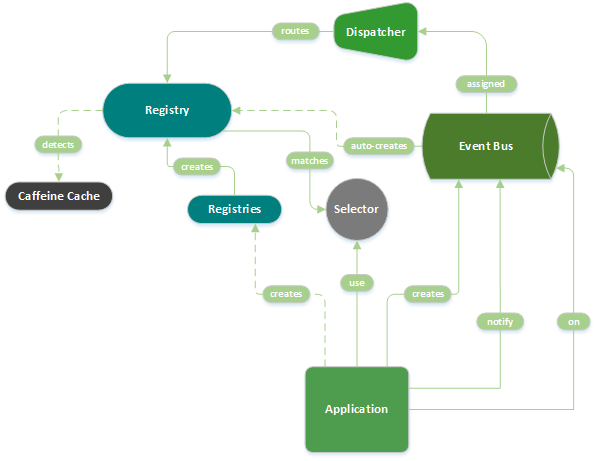 routes
Dispatcher
assigned
Registry
detects
auto-creates
Event Bus
creates
matches
Caffeine Cache
Registries
Selector
creates
use
creates
notify
on
Application